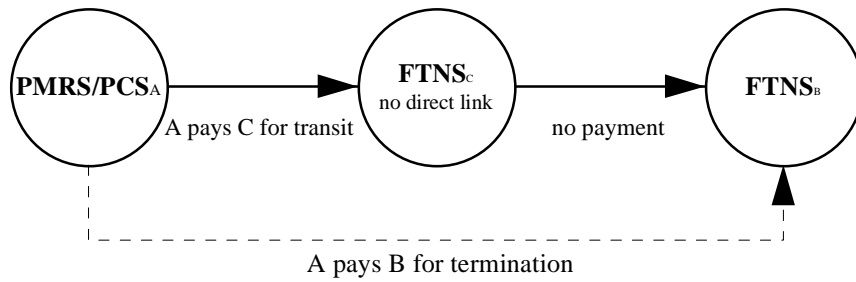 PMRS/PCSA
FTNSC
no direct link
FTNSB
A pays C for transit
no payment
A pays B for termination